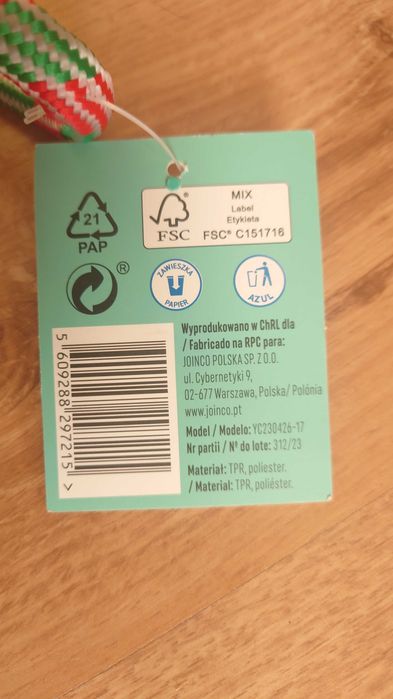 21
PAP
FSC
MIX
Label
Etykieta
FSC® C151716
®
ZAWIESZKA
PAPIER
AZUL
5 609288 297215 >
Wyprodukowano w ChRL dla
/ Fabricado na RPC para:
JOINCO POLSKA SP. Z O.O.
ul. Cybernetyki 9,
02-677 Warszawa, Polska/ Polónia
www.joinco.pt
Model / Modelo: YC230426-17
Nr partii / Nº do lote: 312/23
Materiał: TPR, poliester.
/ Material: TPR, poliéster.